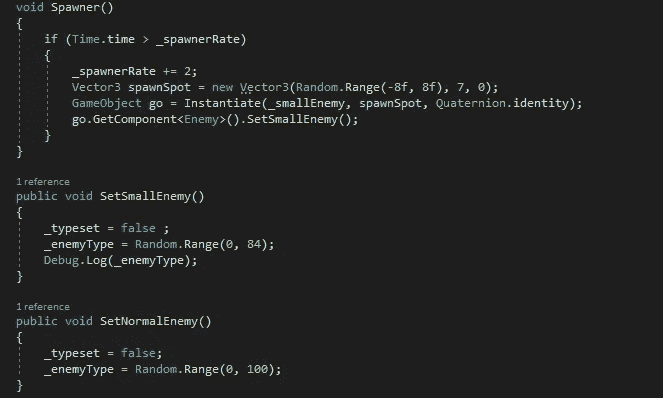 void Spawner()
{
if (Time.time > _spawnerRate)
{
_spawnerRate += 2;
Vector3 spawnSpot = new Vector3(Random.Range(-8f, 8f), 7, 0);
GameObject go = Instantiate(_smallEnemy, spawnSpot, Quaternion.identity);
go.GetComponent<Enemy>().SetSmallEnemy();
}
}
1 reference
public void SetSmallEnemy()
{
_typeset = false ;
_enemyType = Random.Range(0, 84);
Debug.Log(_enemyType);
}
1 reference
public void SetNormalEnemy()
{
_typeset = false;
_enemyType = Random.Range(0, 100);
}